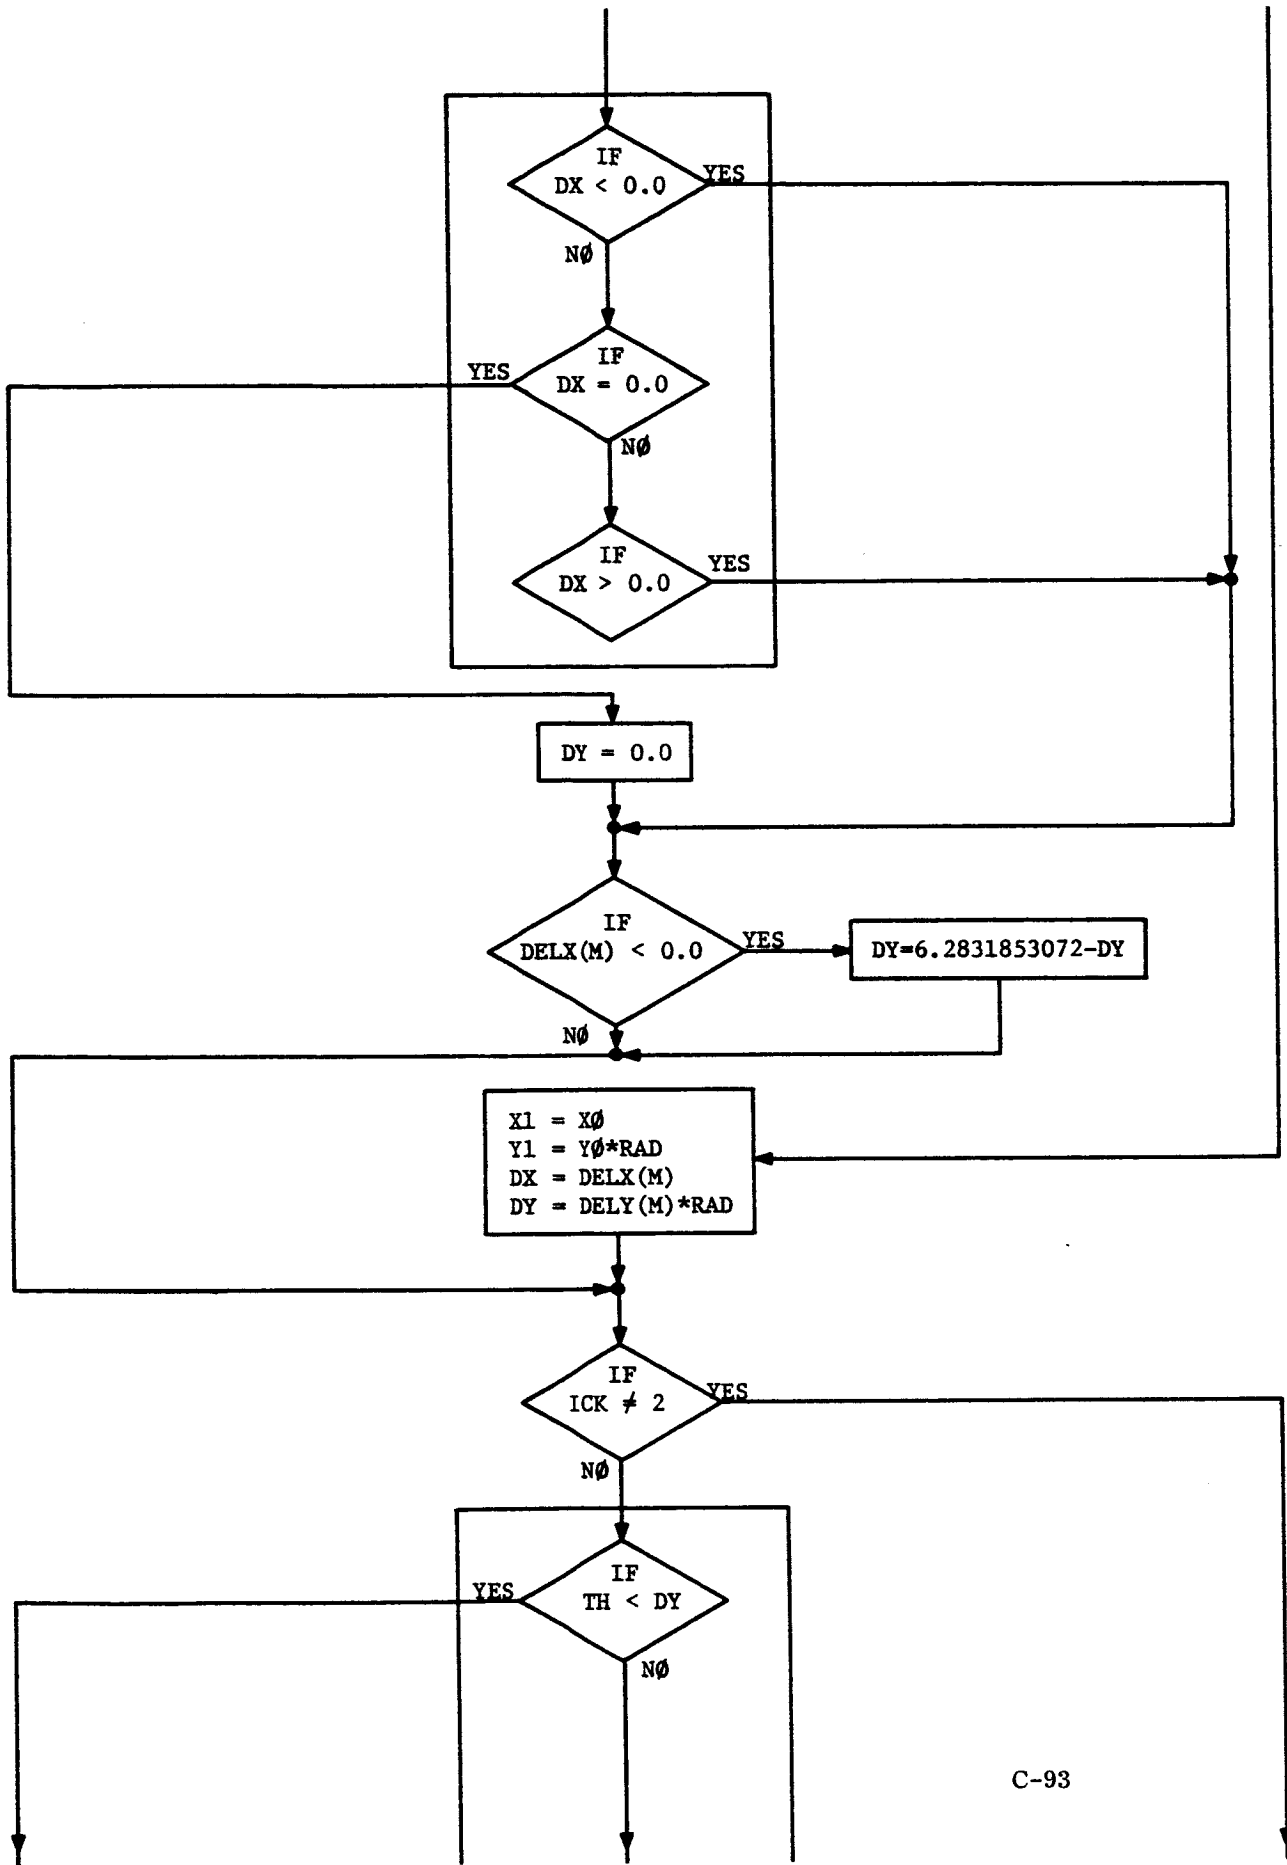 IF
DX < 0.0
YES
NØ
IF
DX = 0.0
YES
NØ
IF
DX > 0.0
YES
DY = 0.0
IF
DELX(M) < 0.0
YES
DY=6.2831853072-DY
NØ
X1 = XØ
Y1 = YØ*RAD
DX = DELX(M)
DY = DELY(M)*RAD
IF
ICK ≠ 2
YES
NØ
IF
TH < DY
YES
NØ
C-93